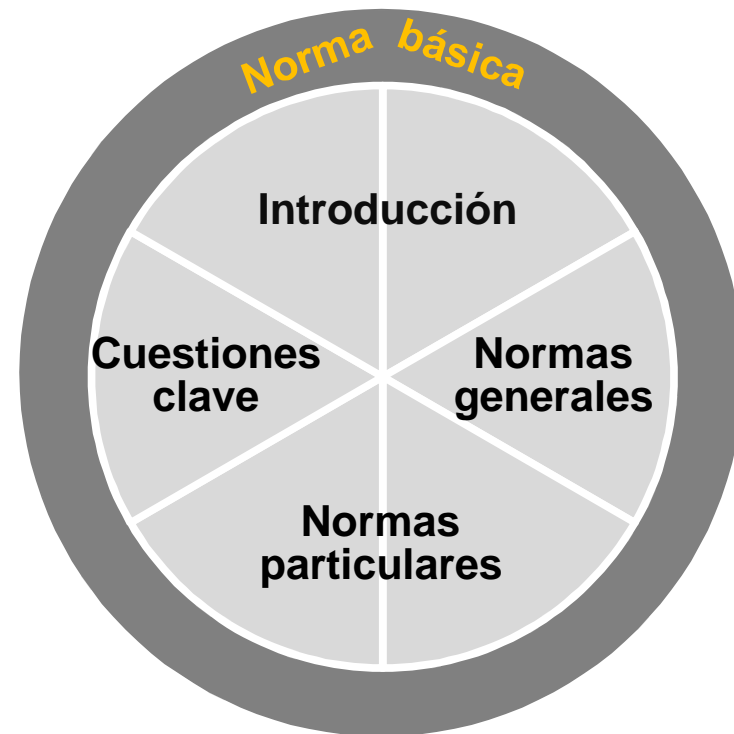 Norma básica
Introducción
Cuestiones
clave
Normas
generales
Normas
particulares